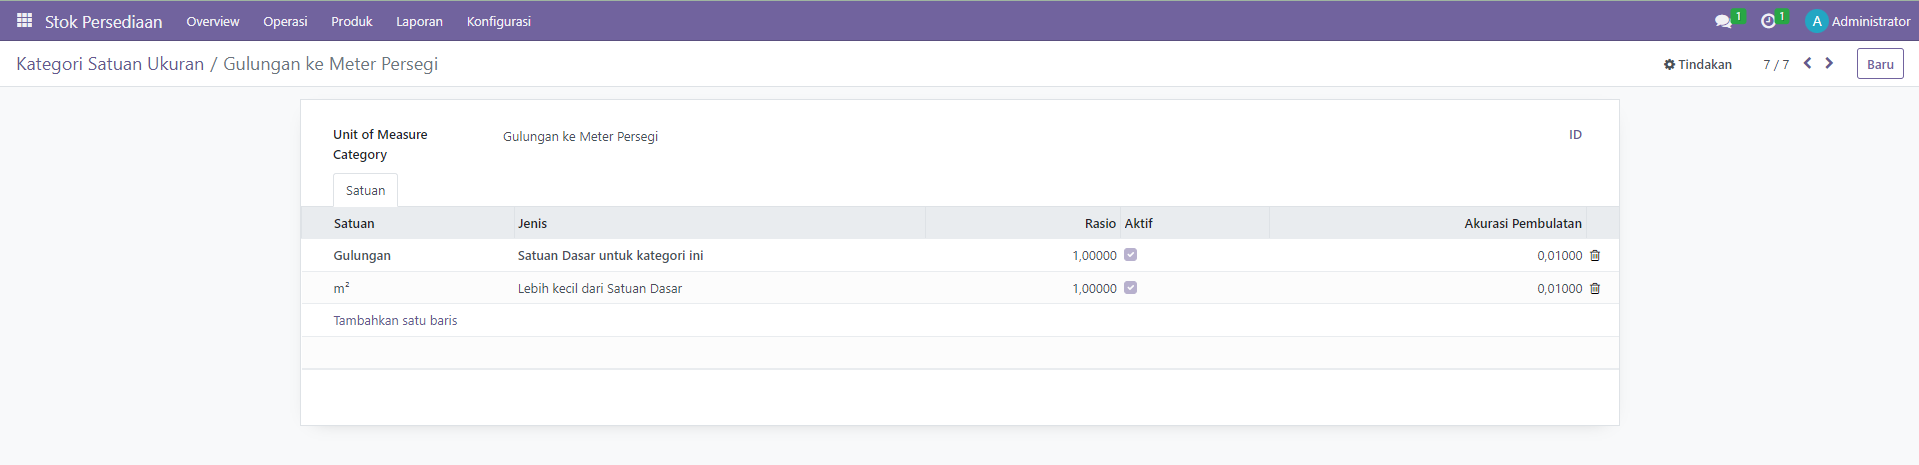 Stok Persediaan Overview Operasi Produk Laporan Konfigurasi 1 1 A Administrator
Kategori Satuan Ukuran / Gulungan ke Meter Persegi Tindakan 7 / 7 Baru
Unit of Measure Category Gulungan ke Meter Persegi ID
Satuan
Satuan Jenis Rasio Aktif Akurasi Pembulatan
Gulungan Satuan Dasar untuk kategori ini 1,00000 0,01000
m² Lebih kecil dari Satuan Dasar 1,00000 0,01000
Tambahkan satu baris